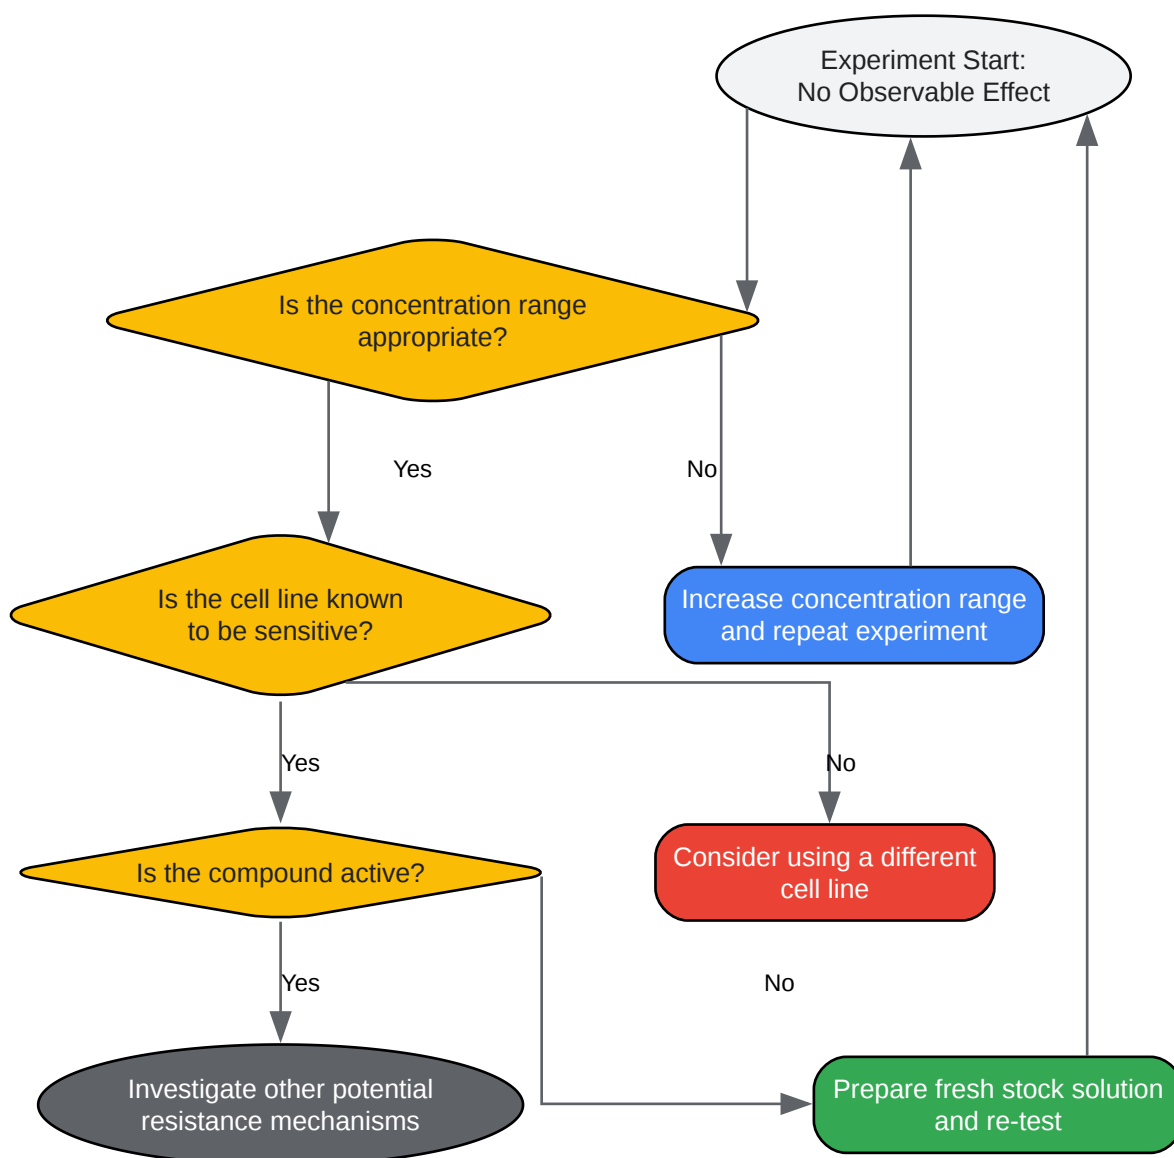 Experiment Start:
No Observable Effect
Is the concentration range
appropriate?
Yes
No
Is the cell line known
to be sensitive?
Increase concentration range
and repeat experiment
Yes
No
Is the compound active?
Consider using a different
cell line
Yes
No
Investigate other potential
resistance mechanisms
Prepare fresh stock solution
and re-test